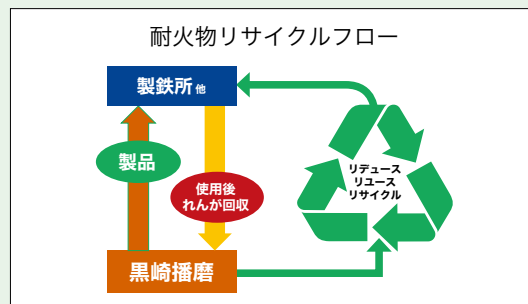 耐火物リサイクルフロー
製鉄所 他
製品
使用後
れんが回収
リデュース
リユース
リサイクル
黒崎播磨